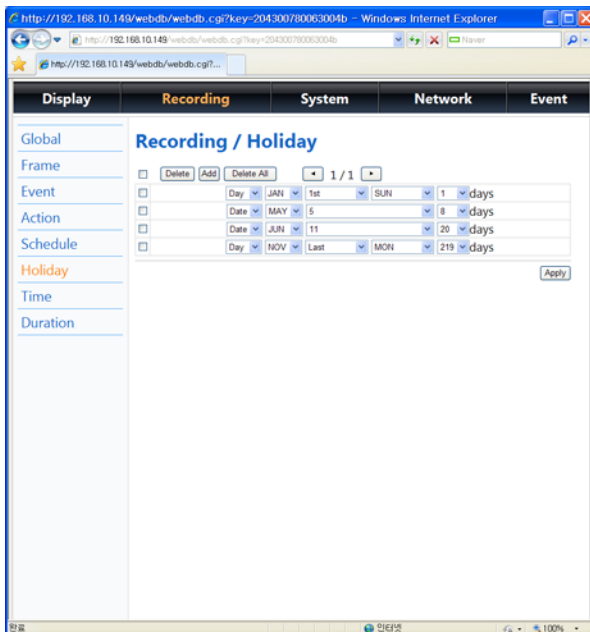 http://192.168.10.149/webdb/webdb.cgi?key=204300780063004b - Windows Internet Explorer
http://192.168.10.149/webdb/webdb.cgi?key=204300780063004b
Naver
http://192.168.10.149/webdb/webdb.cgi?...
Display Recording System Network Event
Global
Frame
Event
Action
Schedule
Holiday
Time
Duration
Recording / Holiday
Delete Add Delete All 1 / 1
Day JAN 1st SUN 1 days
Date MAY 5 8 days
Date JUN 11 20 days
Day NOV Last MON 219 days
Apply
완료 인터넷 100%